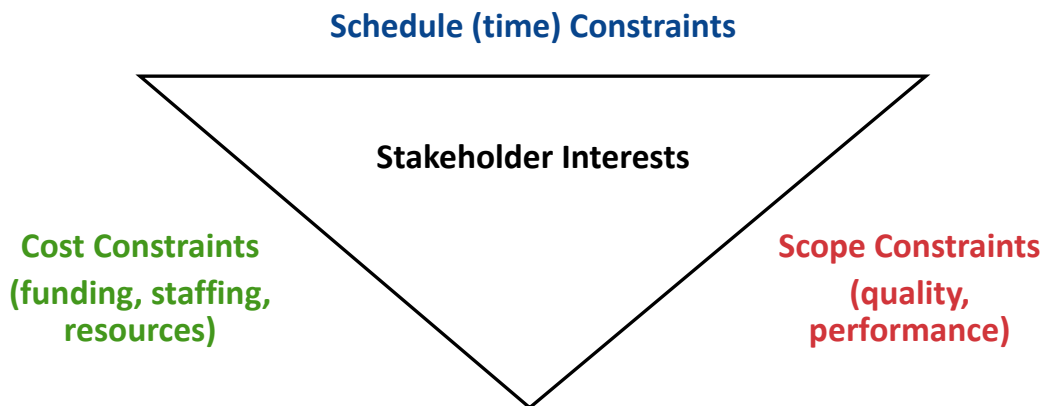 Schedule (time) Constraints
Stakeholder Interests
Cost Constraints
(funding, staffing,
resources)
Scope Constraints
(quality,
performance)